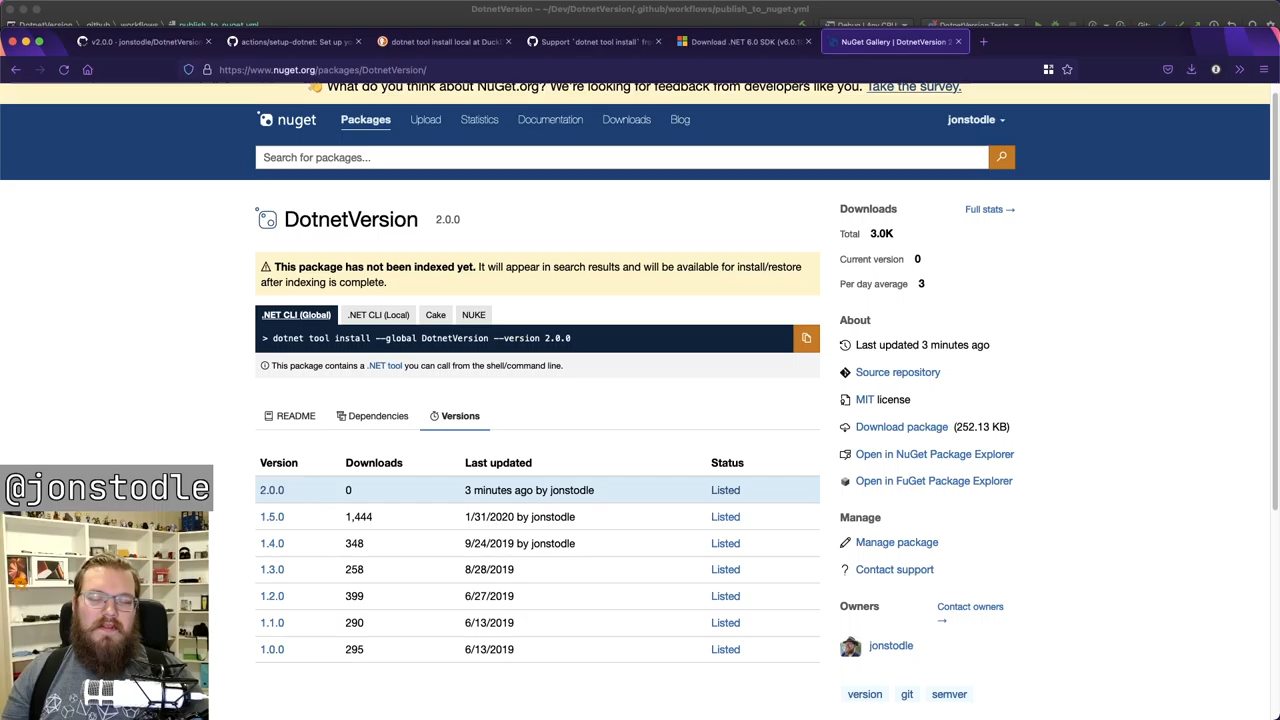 DotnetVersion – ~/Dev/DotnetVersion/.github/workflows/publish_to_nuget.yml
DotnetVersion
.github
workflows
publish_to_nuget.yml
Debug | Any CPU
DotnetVersion.Tests
v2.0.0 · jonstodle/DotnetVersion
actions/setup-dotnet: Set up yo
dotnet tool install local at Duck
Support `dotnet tool install` fro
Download .NET 6.0 SDK (v6.0.1
NuGet Gallery | DotnetVersion 2
https://www.nuget.org/packages/DotnetVersion/
What do you think about NuGet.org? We're looking for feedback from developers like you. Take the survey.
nuget
Packages
Upload
Statistics
Documentation
Downloads
Blog
jonstodle
Search for packages...
DotnetVersion 2.0.0
This package has not been indexed yet. It will appear in search results and will be available for install/restore
after indexing is complete.
.NET CLI (Global)
.NET CLI (Local)
Cake
NUKE
> dotnet tool install --global DotnetVersion --version 2.0.0
This package contains a .NET tool you can call from the shell/command line.
README
Dependencies
Versions
Version Downloads Last updated Status
2.0.0 0 3 minutes ago by jonstodle Listed
1.5.0 1,444 1/31/2020 by jonstodle Listed
1.4.0 348 9/24/2019 by jonstodle Listed
1.3.0 258 8/28/2019 Listed
1.2.0 399 6/27/2019 Listed
1.1.0 290 6/13/2019 Listed
1.0.0 295 6/13/2019 Listed
Downloads
Full stats →
Total 3.0K
Current version 0
Per day average 3
About
Last updated 3 minutes ago
Source repository
MIT license
Download package (252.13 KB)
Open in NuGet Package Explorer
Open in FuGet Package Explorer
Manage
Manage package
Contact support
Owners
Contact owners
→
jonstodle
version
git
semver
@jonstodle